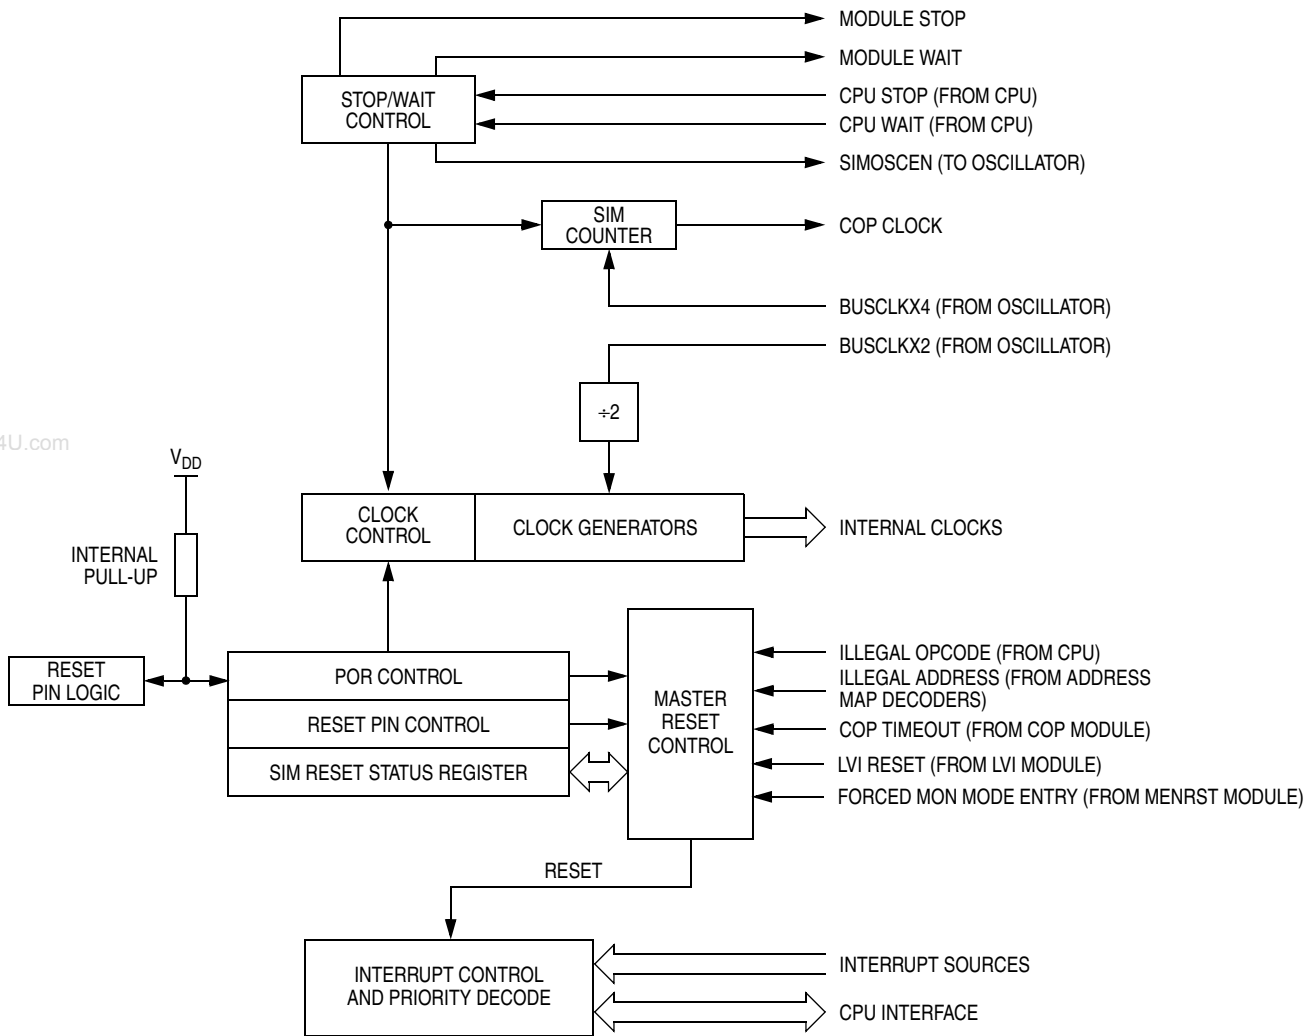 MODULE STOP
MODULE WAIT
STOP/WAIT
CONTROL
CPU STOP (FROM CPU)
CPU WAIT (FROM CPU)
SIMOSCEN (TO OSCILLATOR)
SIM
COUNTER
COP CLOCK
BUSCLKX4 (FROM OSCILLATOR)
BUSCLKX2 (FROM OSCILLATOR)
÷2
4U.com
VDD
INTERNAL
PULL-UP
CLOCK
CONTROL
CLOCK GENERATORS
INTERNAL CLOCKS
RESET
PIN LOGIC
POR CONTROL
RESET PIN CONTROL
SIM RESET STATUS REGISTER
MASTER
RESET
CONTROL
ILLEGAL OPCODE (FROM CPU)
ILLEGAL ADDRESS (FROM ADDRESS
MAP DECODERS)
COP TIMEOUT (FROM COP MODULE)
LVI RESET (FROM LVI MODULE)
FORCED MON MODE ENTRY (FROM MENRST MODULE)
RESET
INTERRUPT CONTROL
AND PRIORITY DECODE
INTERRUPT SOURCES
CPU INTERFACE